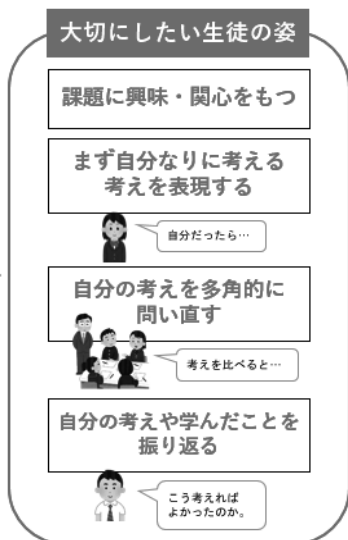 大切にしたい生徒の姿
課題に興味・関心をもつ
まず自分なりに考える
考えを表現する
自分だったら…
自分の考えを多角的に
問い直す
考えを比べると…
自分の考えや学んだことを
振り返る
こう考えれば
よかったのか。